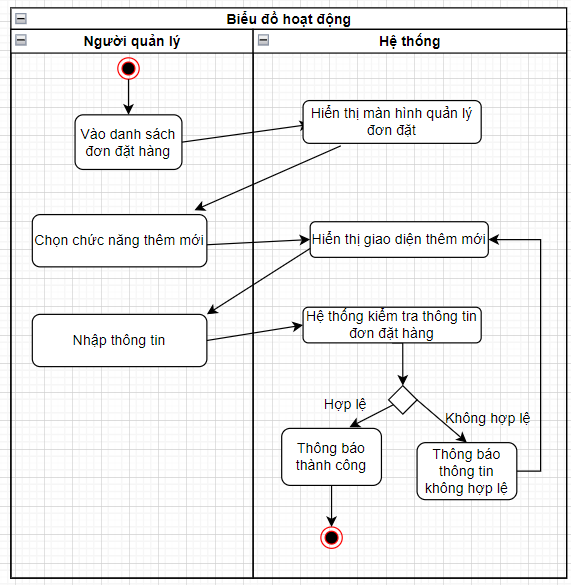 Biểu đồ hoạt động
Người quản lý
Hệ thống
Vào danh sách
đơn đặt hàng
Hiển thị màn hình quản lý
đơn đặt
Chọn chức năng thêm mới
Hiển thị giao diện thêm mới
Nhập thông tin
Hệ thống kiểm tra thông tin
đơn đặt hàng
Hợp lệ
Không hợp lệ
Thông báo
thành công
Thông báo
thông tin
không hợp lệ